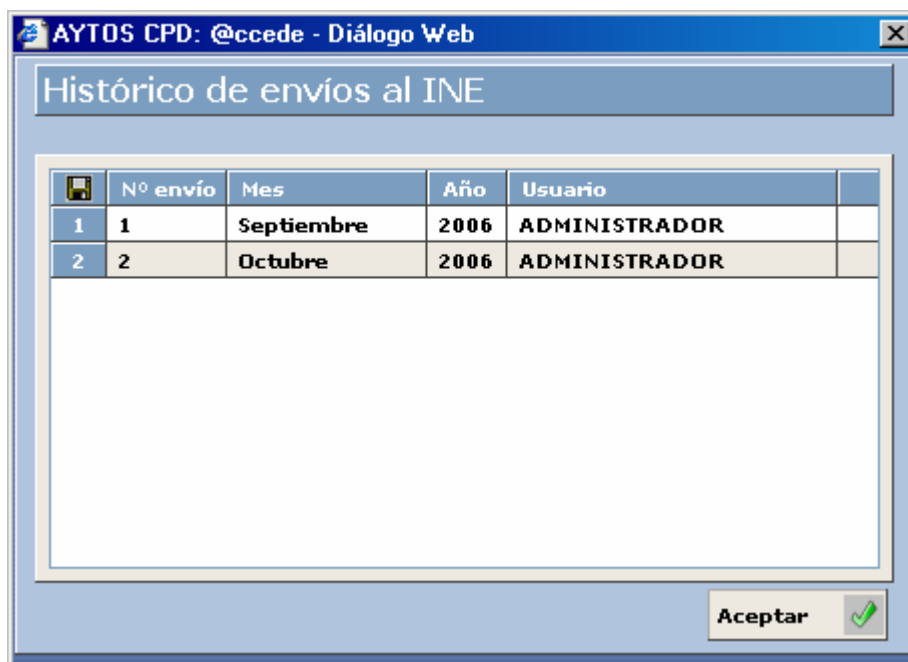 AYTOS CPD: @ccede - Diálogo Web
Histórico de envíos al INE
Nº envío Mes Año Usuario
1 1 Septiembre 2006 ADMINISTRADOR
2 2 Octubre 2006 ADMINISTRADOR
Aceptar